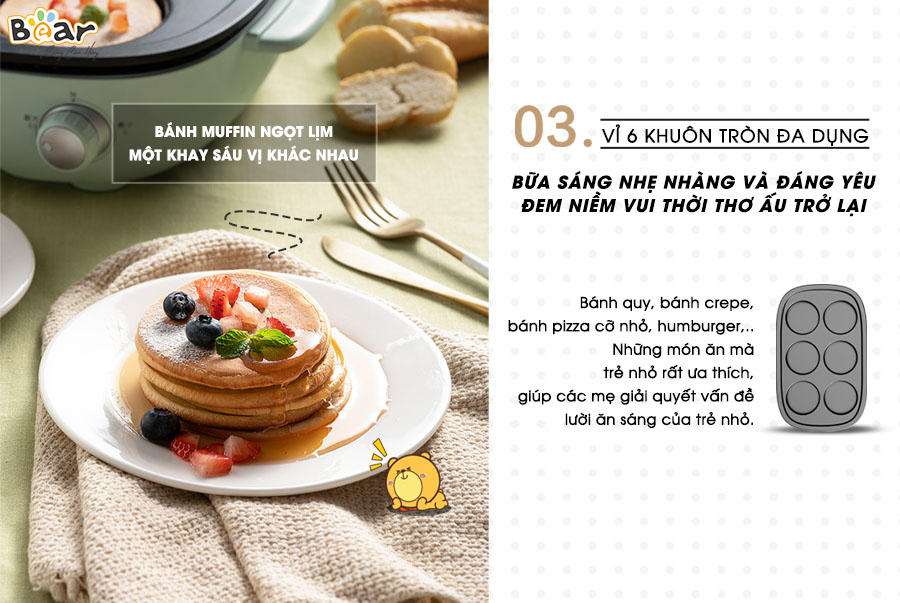 Bear
BÁNH MUFFIN NGỌT LỊM
MỘT KHAY SÁU VỊ KHÁC NHAU
03. VỈ 6 KHUÔN TRÒN ĐA DỤNG
BỮA SÁNG NHẸ NHÀNG VÀ ĐÁNG YÊU
ĐEM NIỀM VUI THỜI THƠ ẤU TRỞ LẠI
Bánh quy, bánh crepe,
bánh pizza cỡ nhỏ, humburger,..
Những món ăn mà
trẻ nhỏ rất ưa thích,
giúp các mẹ giải quyết vấn đề
lười ăn sáng của trẻ nhỏ.